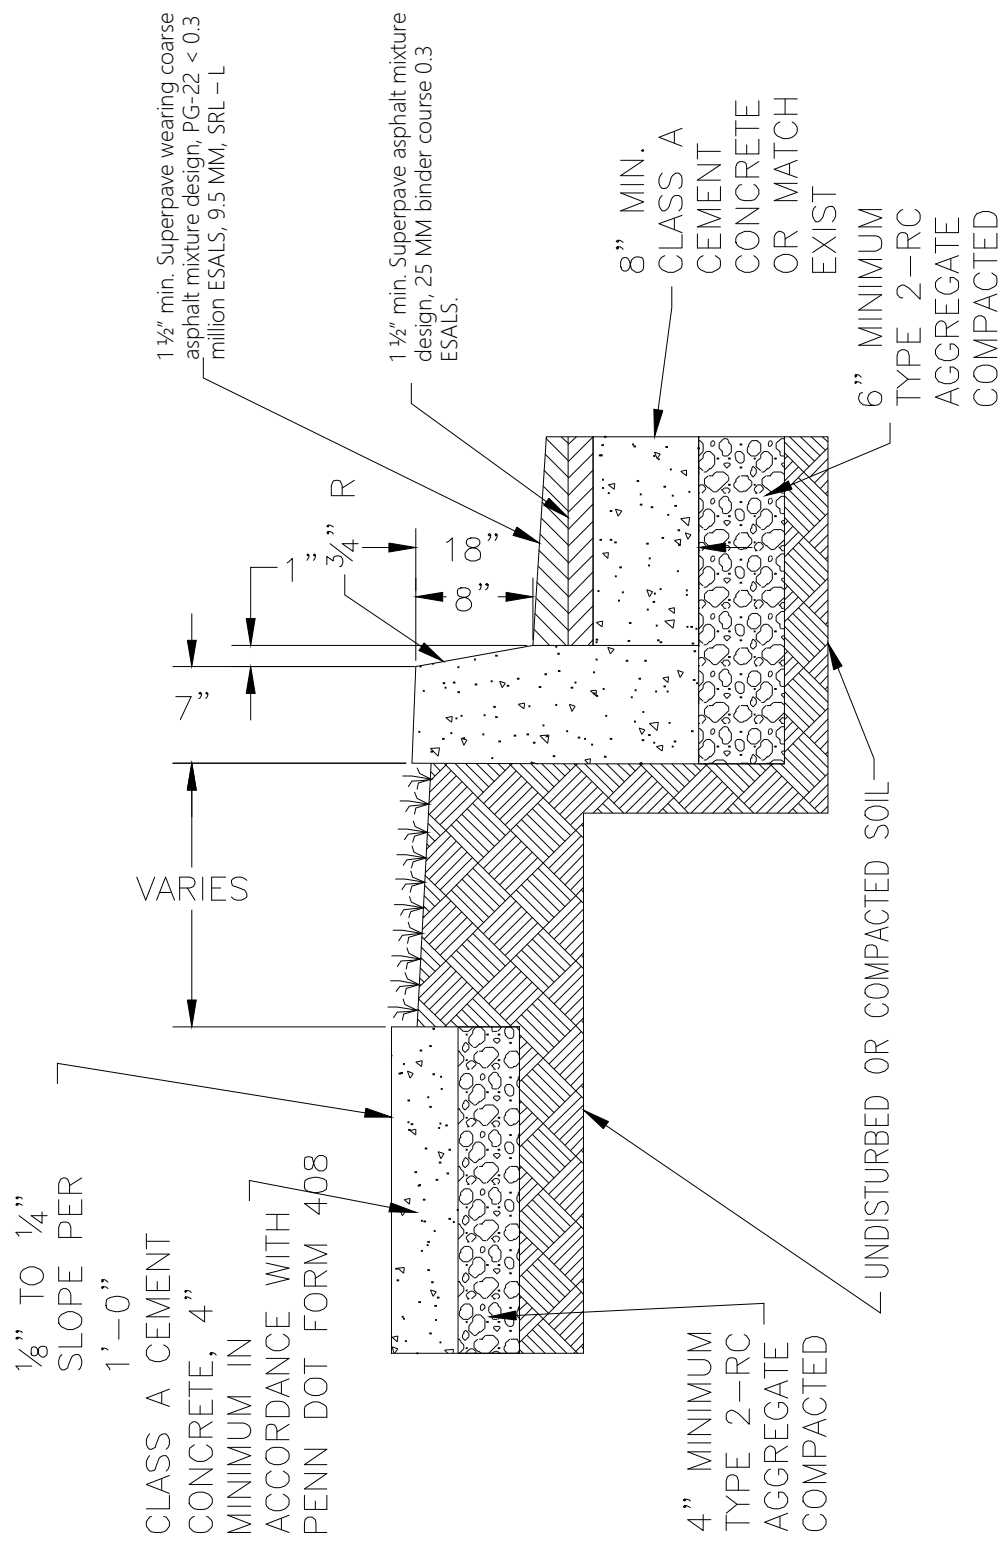 ⅛" TO ¼"
SLOPE PER
1'-0"
CLASS A CEMENT
CONCRETE, 4"
MINIMUM IN
ACCORDANCE WITH
PENN DOT FORM 408
4" MINIMUM
TYPE 2-RC
AGGREGATE
COMPACTED
VARIES
7"
1"
¾" R
18"
8"
1 ½" min. Superpave wearing coarse
asphalt mixture design, PG-22 < 0.3
million ESALS, 9.5 MM, SRL – L
1 ½" min. Superpave asphalt mixture
design, 25 MM binder course 0.3
ESALS.
8" MIN.
CLASS A
CEMENT
CONCRETE
OR MATCH
EXIST
6" MINIMUM
TYPE 2-RC
AGGREGATE
COMPACTED
UNDISTURBED OR COMPACTED SOIL